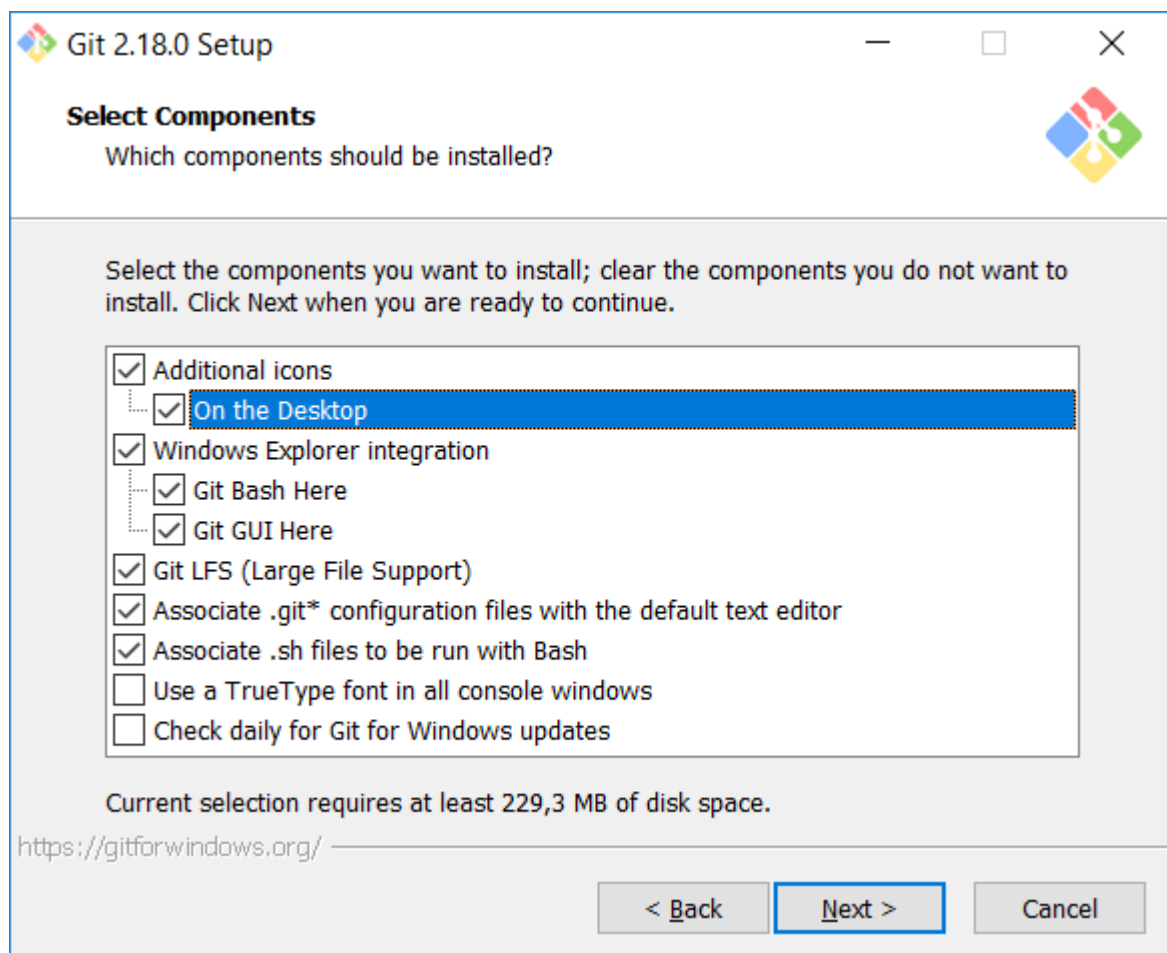 Git 2.18.0 Setup
Select Components
Which components should be installed?
Select the components you want to install; clear the components you do not want to
install. Click Next when you are ready to continue.
Additional icons
On the Desktop
Windows Explorer integration
Git Bash Here
Git GUI Here
Git LFS (Large File Support)
Associate .git* configuration files with the default text editor
Associate .sh files to be run with Bash
Use a TrueType font in all console windows
Check daily for Git for Windows updates
Current selection requires at least 229,3 MB of disk space.
https://gitforwindows.org/
< Back
Next >
Cancel